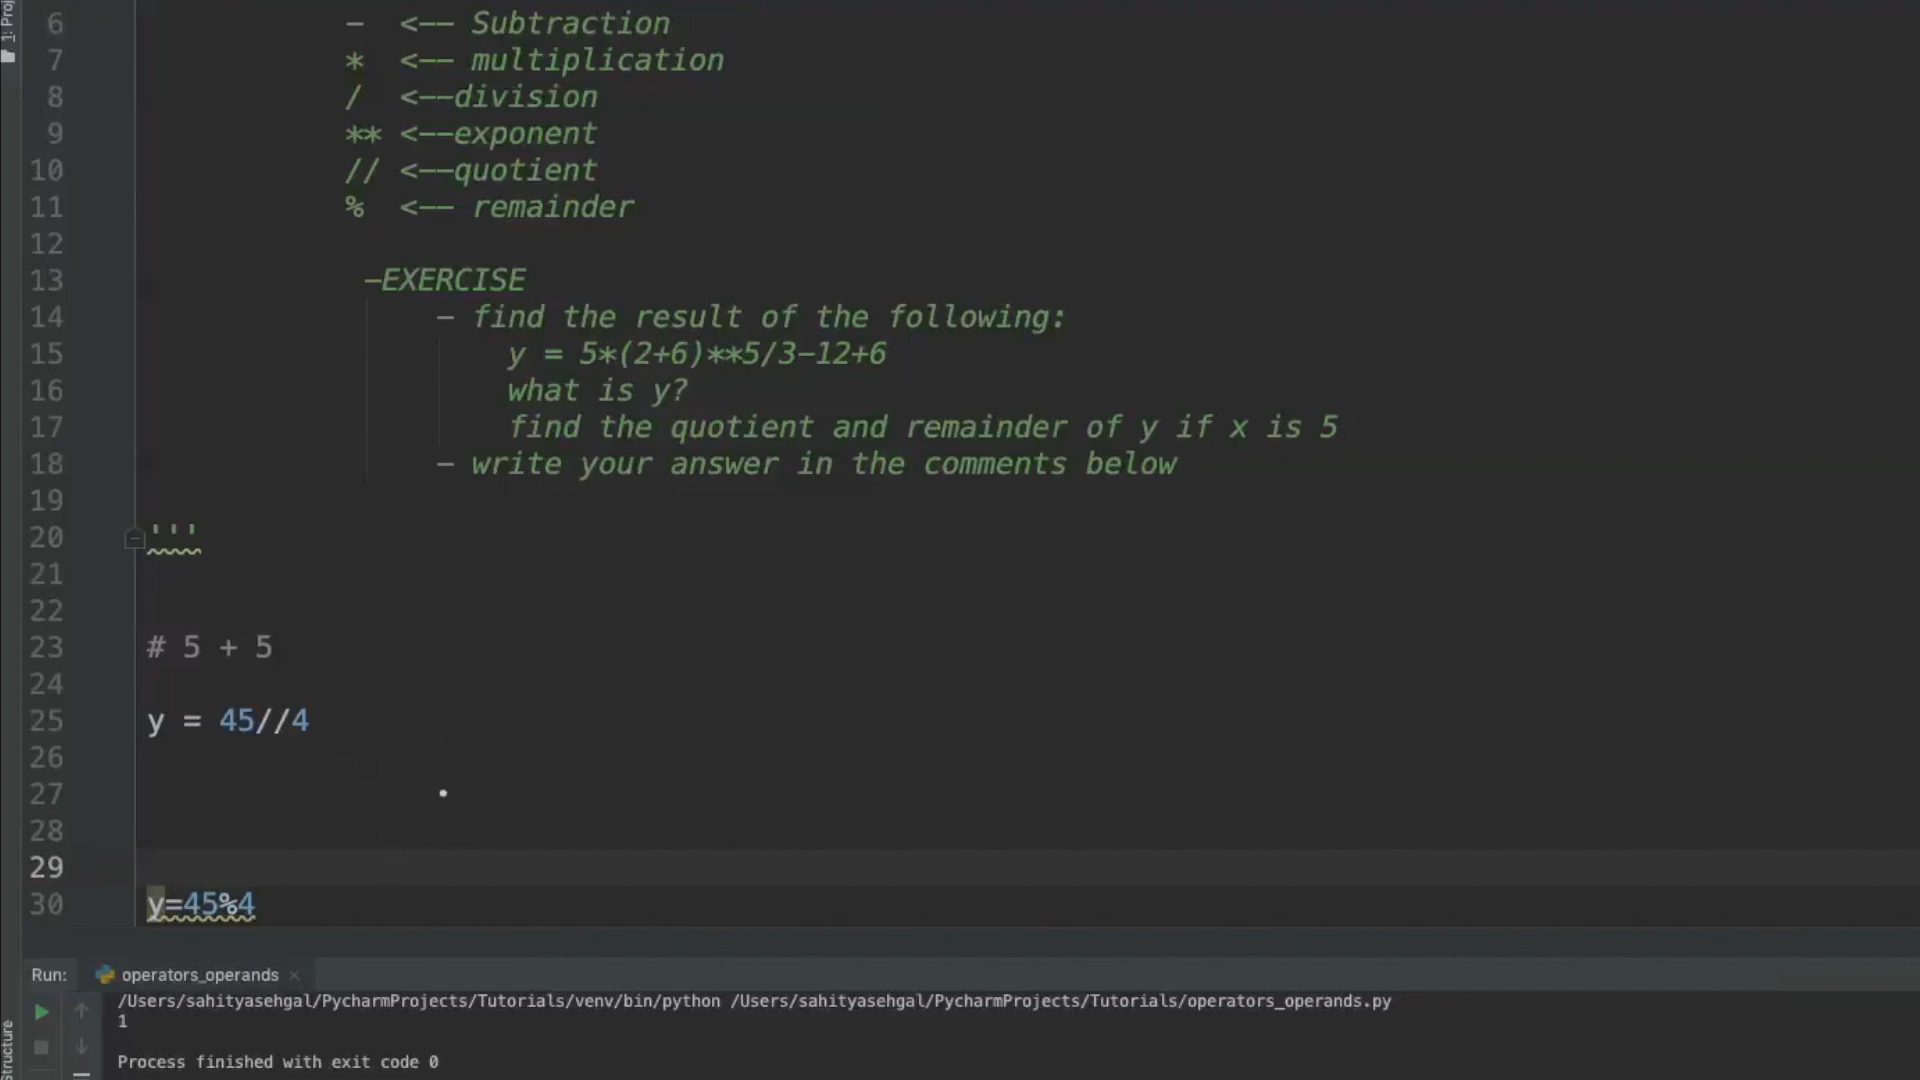 1: Proj
6 - <-- Subtraction
7 * <-- multiplication
8 / <--division
9 ** <--exponent
10 // <--quotient
11 % <-- remainder
12
13 -EXERCISE
14 - find the result of the following:
15 y = 5*(2+6)**5/3-12+6
16 what is y?
17 find the quotient and remainder of y if x is 5
18 - write your answer in the comments below
19
20 '''
21
22
23 # 5 + 5
24
25 y = 45//4
26
27
28
29
30 y=45%4
Run: operators_operands
/Users/sahityasehgal/PycharmProjects/Tutorials/venv/bin/python /Users/sahityasehgal/PycharmProjects/Tutorials/operators_operands.py
1
Process finished with exit code 0
Structure